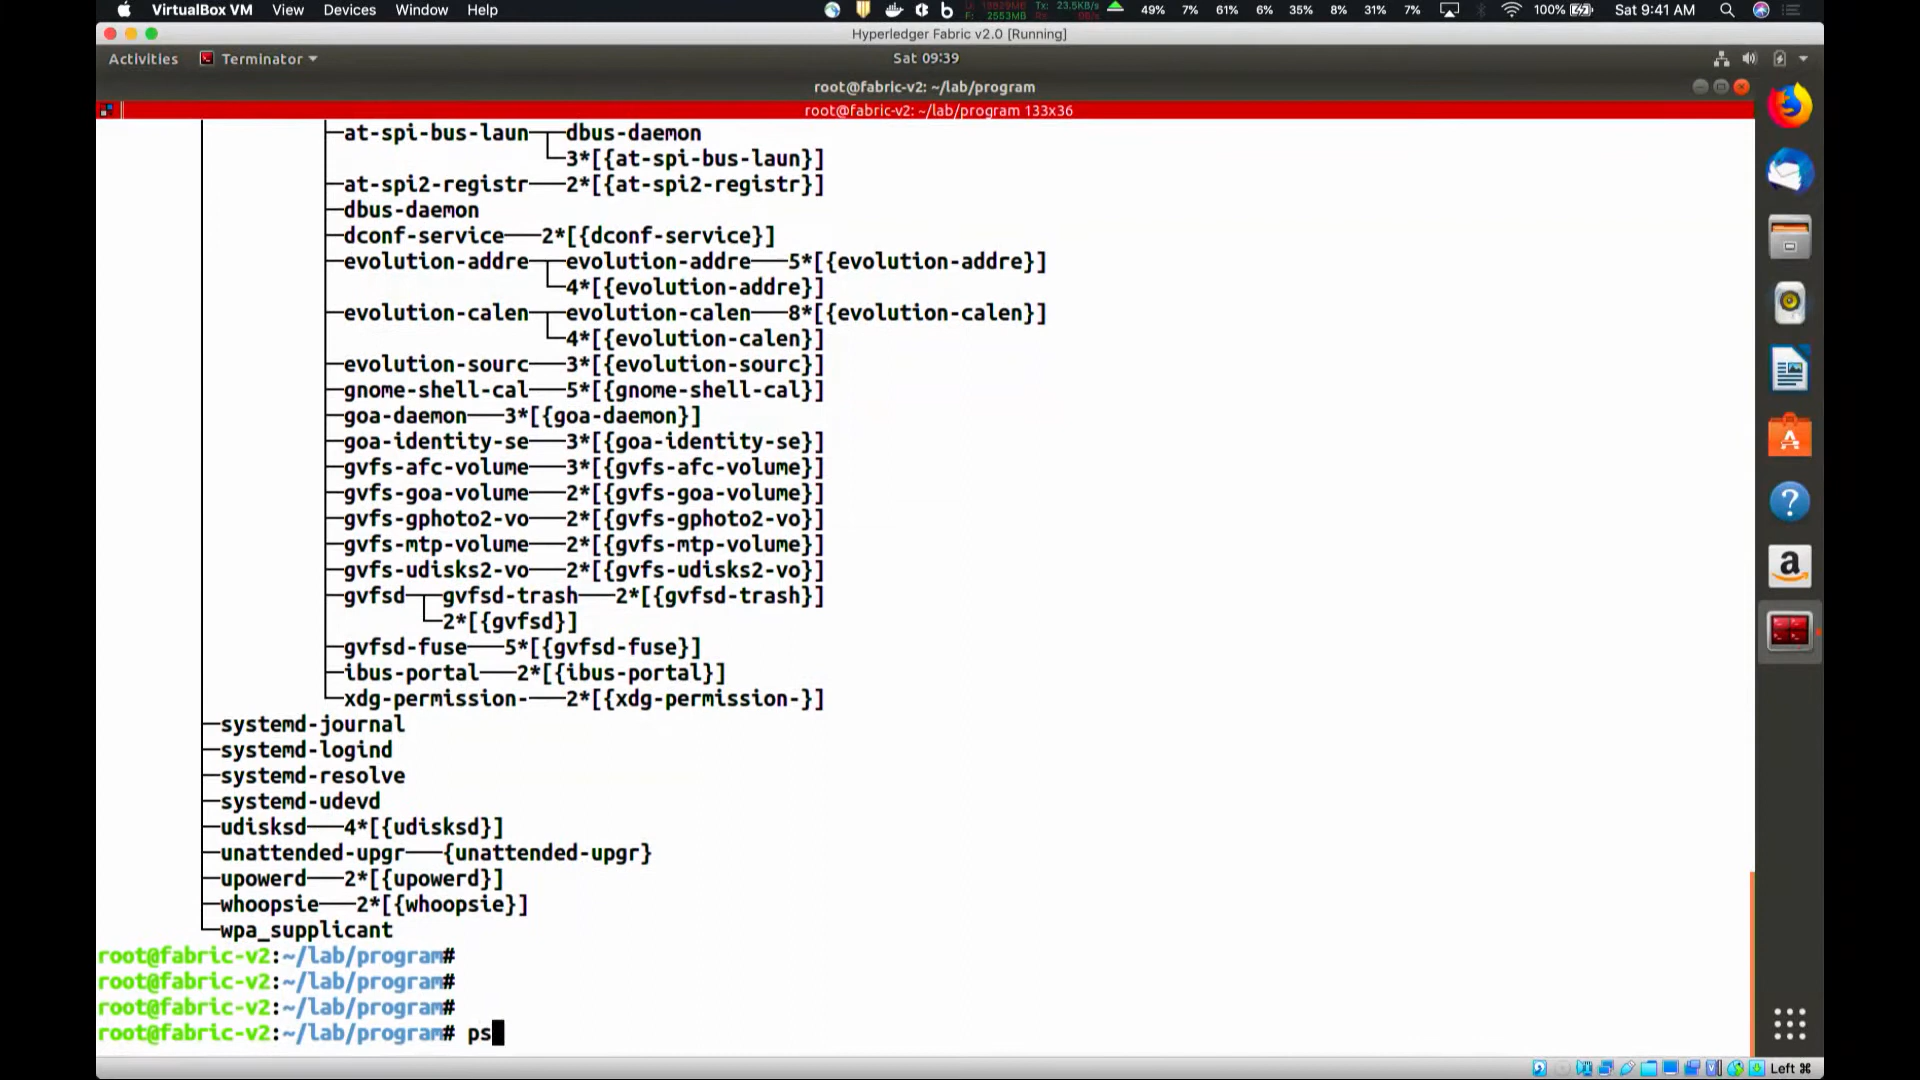 VirtualBox VM View Devices Window Help 49% 7% 61% 6% 35% 8% 31% 7% 100% Sat 9:41 AM
Hyperledger Fabric v2.0 [Running]
Activities Terminator Sat 09:39
root@fabric-v2: ~/lab/program
root@fabric-v2: ~/lab/program 133x36
├─at-spi-bus-laun─┬─dbus-daemon
└─3*[{at-spi-bus-laun}]
├─at-spi2-registr───2*[{at-spi2-registr}]
├─dbus-daemon
├─dconf-service───2*[{dconf-service}]
├─evolution-addre─┬─evolution-addre───5*[{evolution-addre}]
└─4*[{evolution-addre}]
├─evolution-calen─┬─evolution-calen───8*[{evolution-calen}]
└─4*[{evolution-calen}]
├─evolution-sourc───3*[{evolution-sourc}]
├─gnome-shell-cal───5*[{gnome-shell-cal}]
├─goa-daemon───3*[{goa-daemon}]
├─goa-identity-se───3*[{goa-identity-se}]
├─gvfs-afc-volume───3*[{gvfs-afc-volume}]
├─gvfs-goa-volume───2*[{gvfs-goa-volume}]
├─gvfs-gphoto2-vo───2*[{gvfs-gphoto2-vo}]
├─gvfs-mtp-volume───2*[{gvfs-mtp-volume}]
├─gvfs-udisks2-vo───2*[{gvfs-udisks2-vo}]
├─gvfsd─┬─gvfsd-trash───2*[{gvfsd-trash}]
└─2*[{gvfsd}]
├─gvfsd-fuse───5*[{gvfsd-fuse}]
├─ibus-portal───2*[{ibus-portal}]
└─xdg-permission-───2*[{xdg-permission-}]
├─systemd-journal
├─systemd-logind
├─systemd-resolve
├─systemd-udevd
├─udisksd───4*[{udisksd}]
├─unattended-upgr───{unattended-upgr}
├─upowerd───2*[{upowerd}]
├─whoopsie───2*[{whoopsie}]
└─wpa_supplicant
root@fabric-v2:~/lab/program#
root@fabric-v2:~/lab/program#
root@fabric-v2:~/lab/program#
root@fabric-v2:~/lab/program# ps
Left ⌘